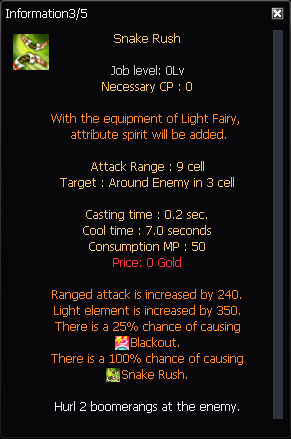 Information3/5
Snake Rush
Job level: 0Lv
Necessary CP : 0
With the equipment of Light Fairy,
attribute spirit will be added.
Attack Range : 9 cell
Target : Around Enemy in 3 cell
Casting time : 0.2 sec.
Cool time : 7.0 seconds
Consumption MP : 50
Price: 0 Gold
Ranged attack is increased by 240.
Light element is increased by 350.
There is a 25% chance of causing
Blackout.
There is a 100% chance of causing
Snake Rush.
Hurl 2 boomerangs at the enemy.